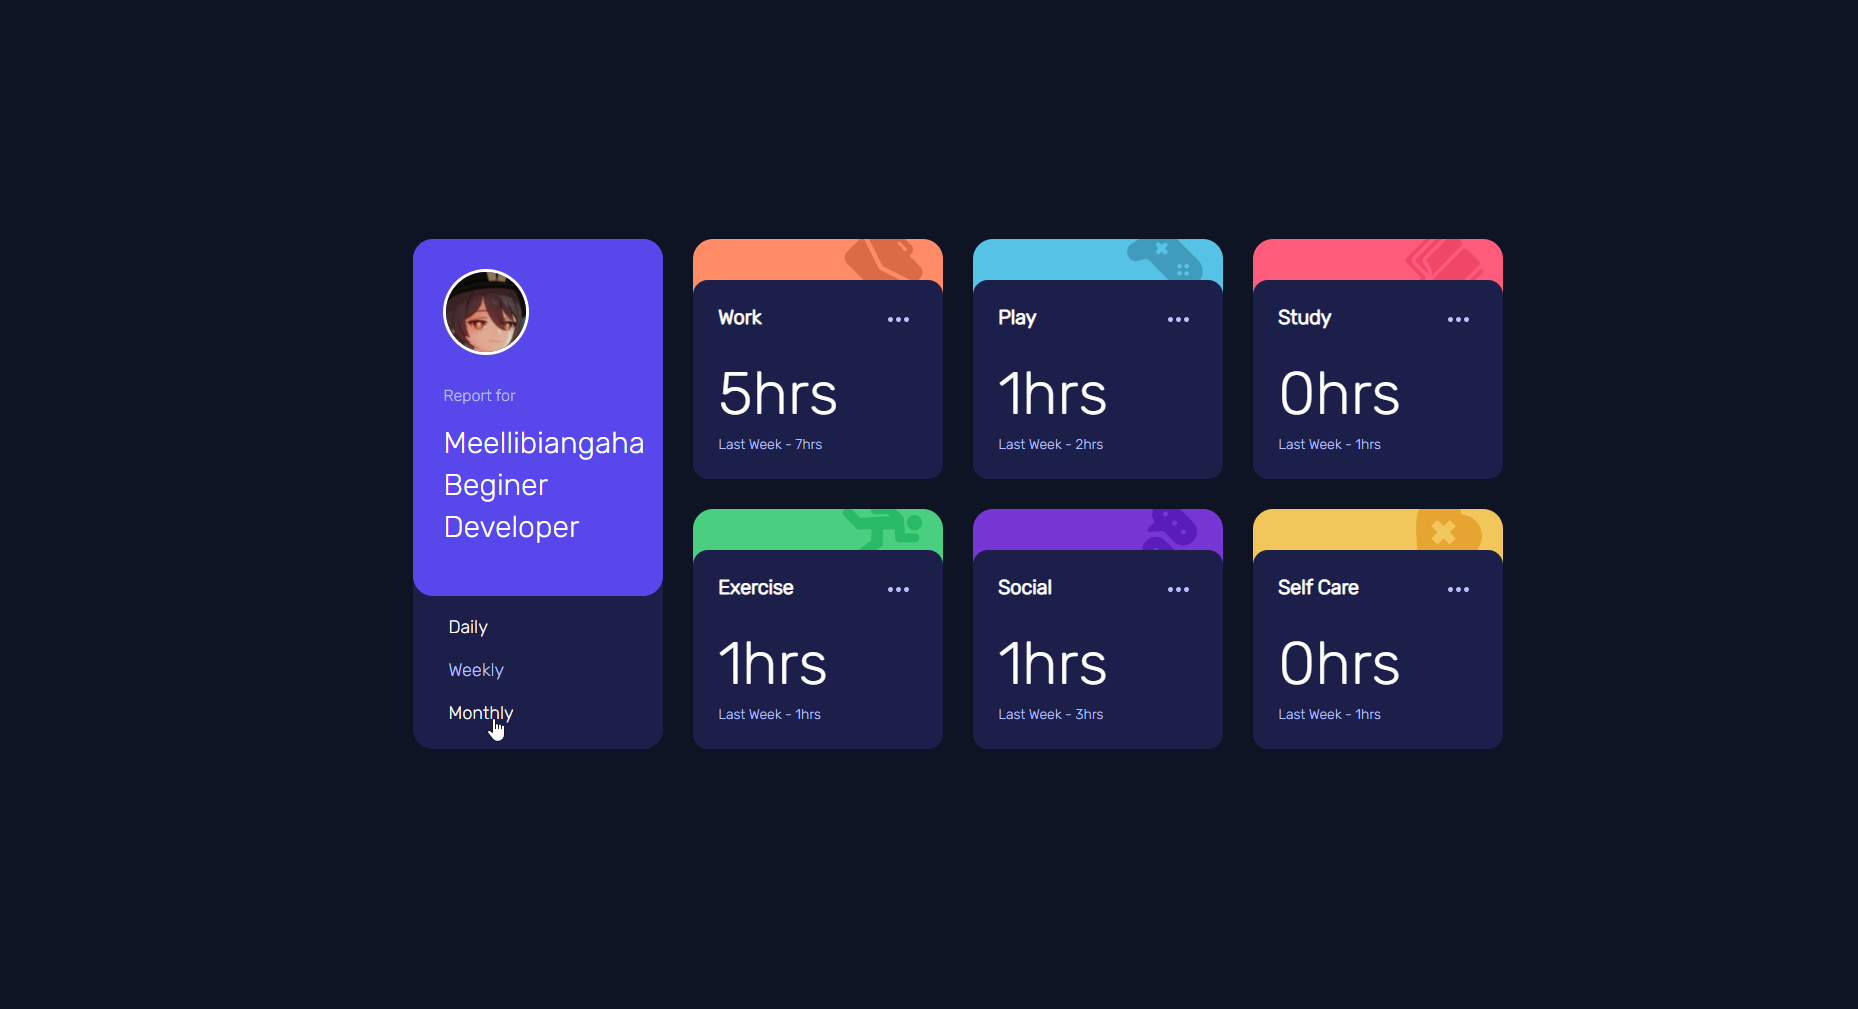 Report for
Meellibiangaha
Beginer
Developer
Daily
Weekly
Monthly
Work
5hrs
Last Week - 7hrs
Play
1hrs
Last Week - 2hrs
Study
0hrs
Last Week - 1hrs
Exercise
1hrs
Last Week - 1hrs
Social
1hrs
Last Week - 3hrs
Self Care
0hrs
Last Week - 1hrs